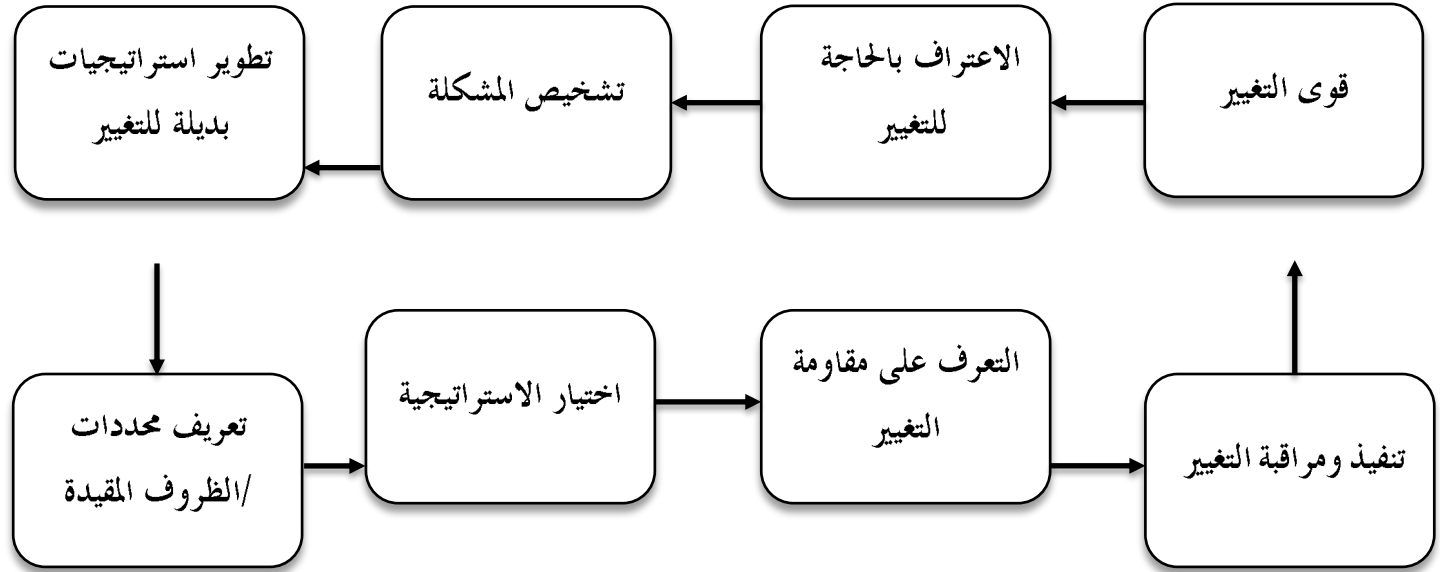 قوى التغيير
الاعتراف بالحاجة
للتغيير
تشخيص المشكلة
تطوير استراتيجيات
بديلة للتغيير
تعريف محددات
/الظروف المقيدة
اختيار الاستراتيجية
التعرف على مقاومة
التغيير
تنفيذ ومراقبة التغيير